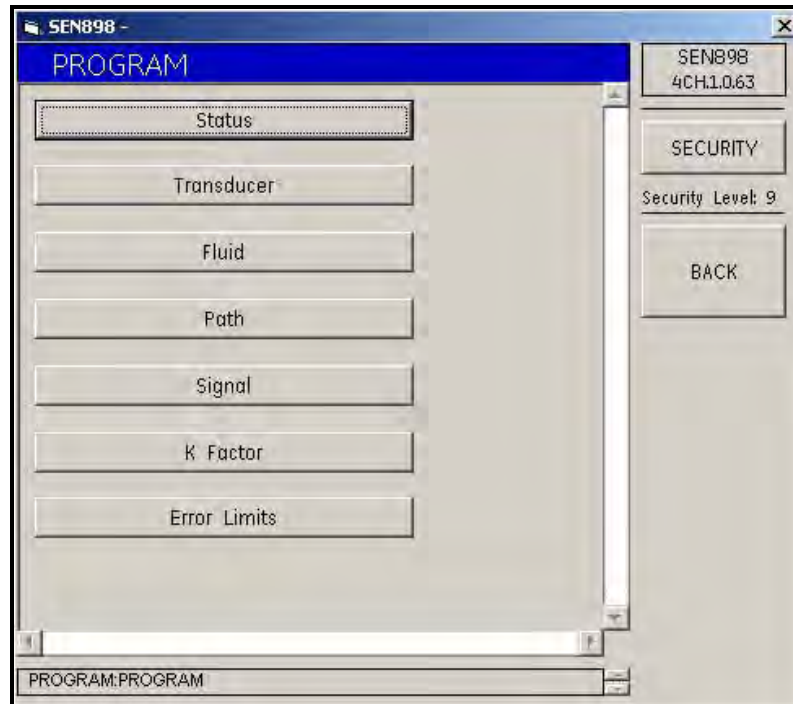 SEN898 -
PROGRAM
Status
Transducer
Fluid
Path
Signal
K Factor
Error Limits
SEN898
4CH.1.0.63
SECURITY
Security Level: 9
BACK
PROGRAM:PROGRAM